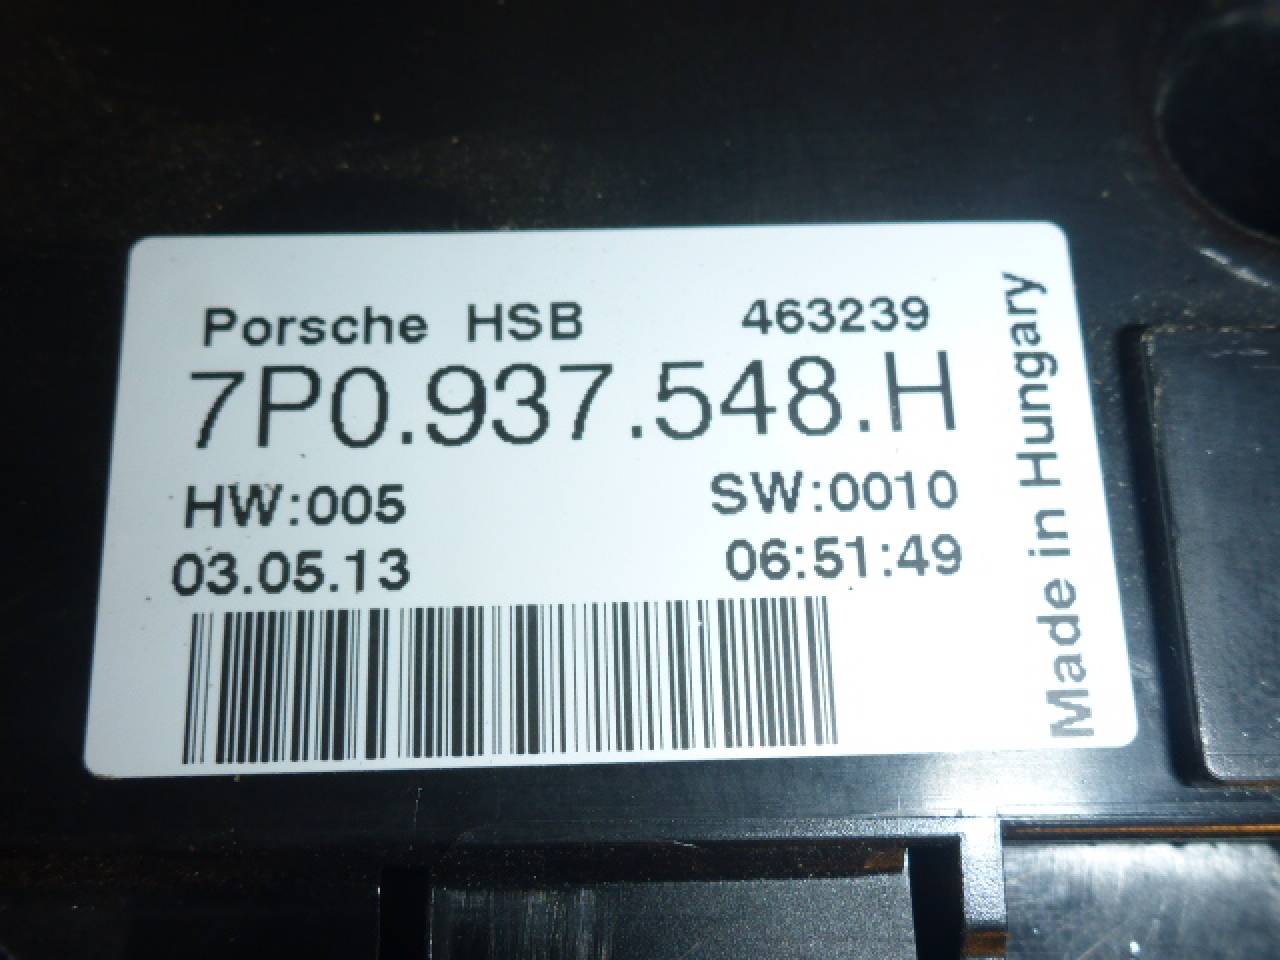 Porsche HSB 463239
7P0.937.548.H
HW:005 SW:0010
03.05.13 06:51:49
Made in Hungary